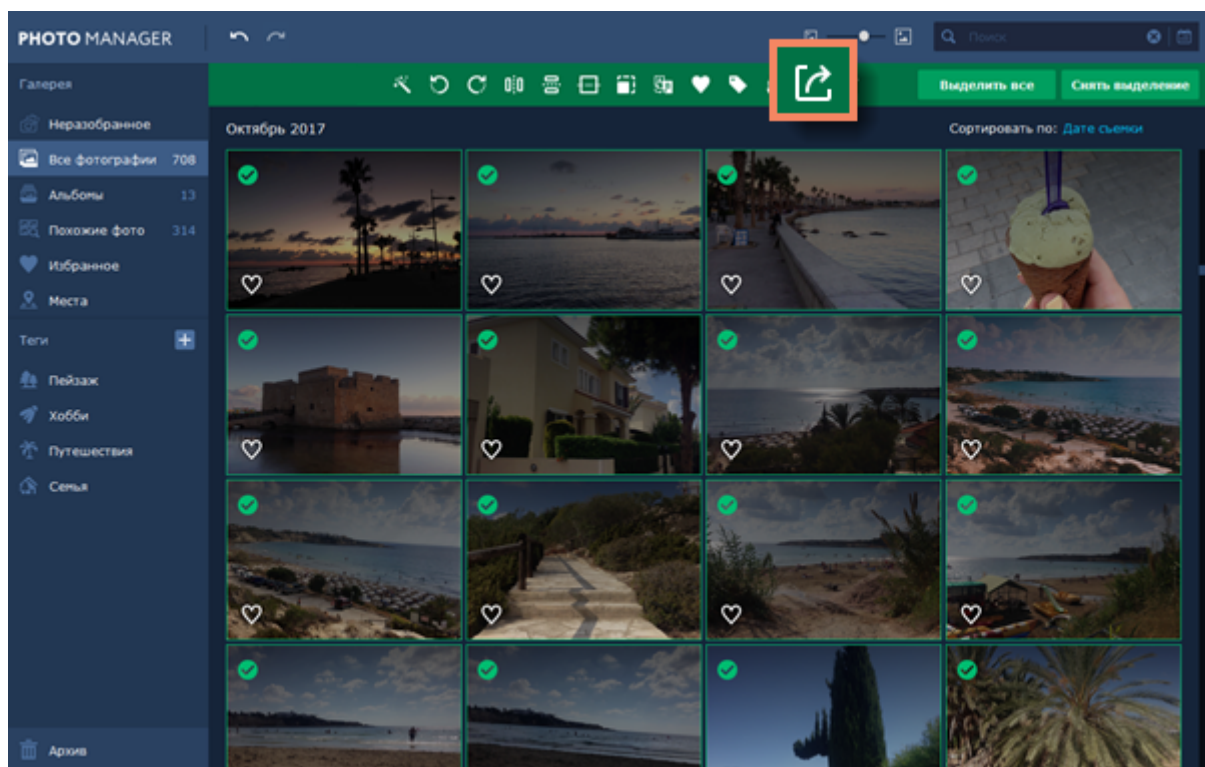 PHOTO MANAGER
Поиск
Галерея
Выделить все
Снять выделение
Неразобранное
Октябрь 2017
Сортировать по: Дате съемки
Все фотографии 708
Альбомы 13
Похожие фото 314
Избранное
Места
Теги
Пейзаж
Хобби
Путешествия
Семья
Архив